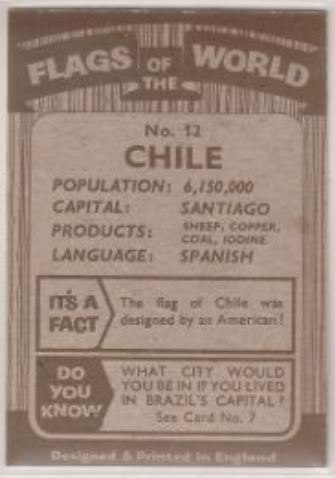 FLAGS OF THE WORLD
No. 12
CHILE
POPULATION: 6,150,000
CAPITAL: SANTIAGO
PRODUCTS: SHEEP, COPPER,
COAL, IODINE
LANGUAGE: SPANISH
IT'S A
FACT
The flag of Chile was
designed by an American!
DO
YOU
KNOW
WHAT CITY WOULD
YOU BE IN IF YOU LIVED
IN BRAZIL'S CAPITAL?
See Card No. 7
Designed & Printed in England